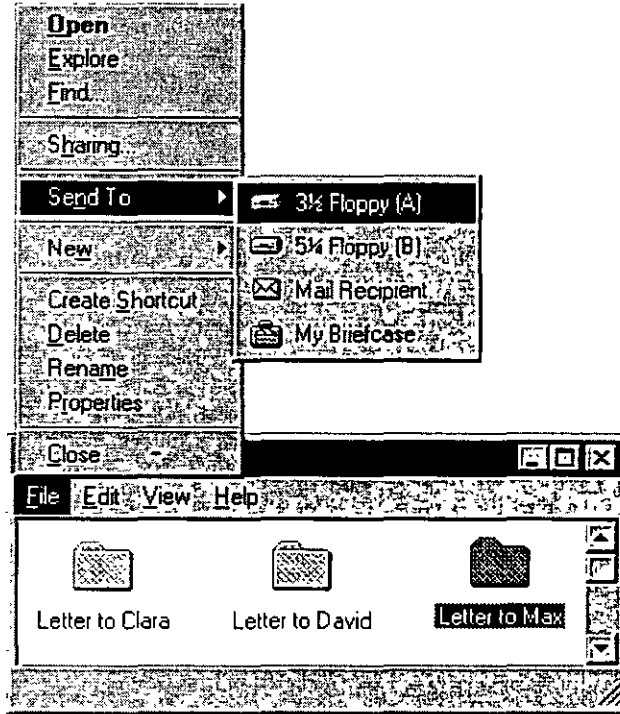 Open
Explore
Find...
Sharing...
Send To
3½ Floppy (A)
5¼ Floppy (B)
Mail Recipient
My Briefcase
New
Create Shortcut
Delete
Rename
Properties
Close
File Edit View Help
Letter to Clara Letter to David Letter to Max